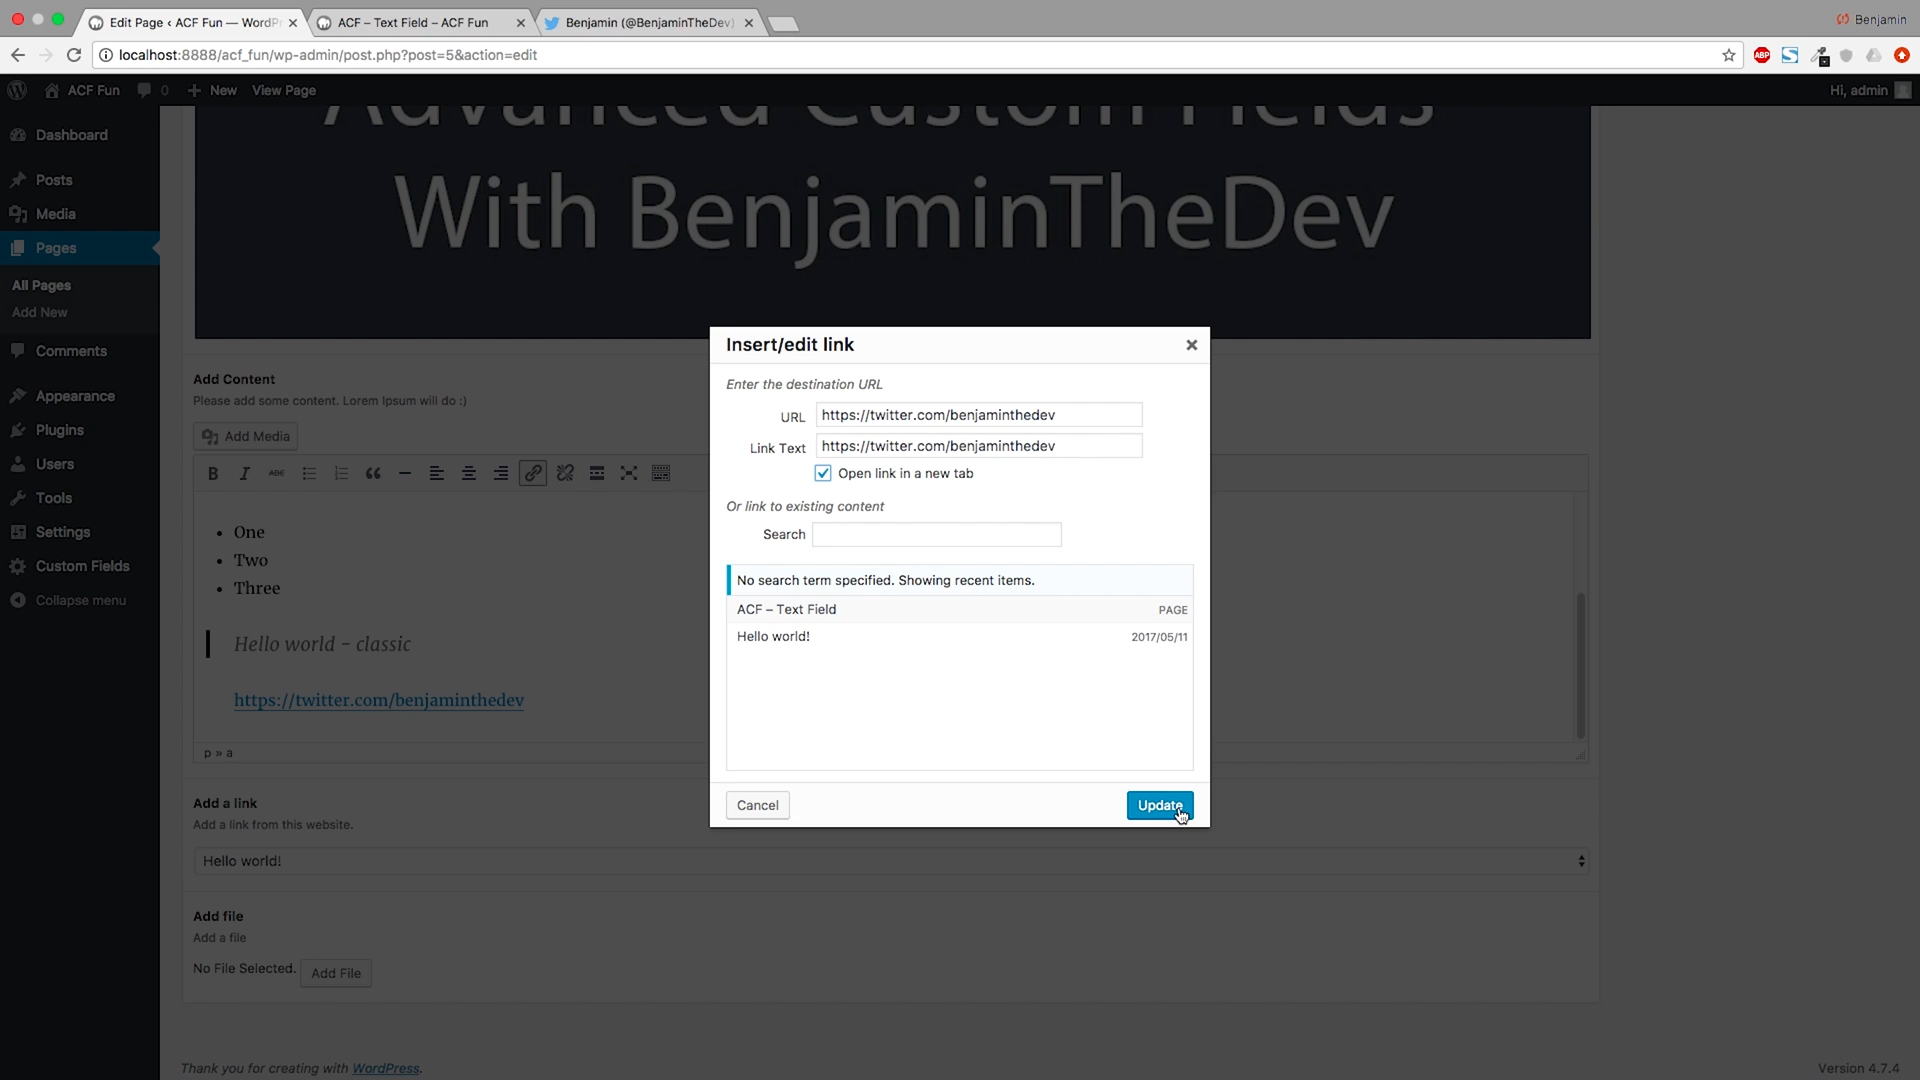 Edit Page ‹ ACF Fun — WordPr
ACF – Text Field – ACF Fun
Benjamin (@BenjaminTheDev)
Benjamin
localhost:8888/acf_fun/wp-admin/post.php?post=5&action=edit
ABP
ACF Fun
0
New
View Page
Hi, admin
Dashboard
Posts
Media
Pages
All Pages
Add New
Comments
Appearance
Plugins
Users
Tools
Settings
Custom Fields
Collapse menu
Advanced Custom Fields
With BenjaminTheDev
Add Content
Please add some content. Lorem Ipsum will do :)
Add Media
B I ABC
One
Two
Three
Hello world - classic
https://twitter.com/benjaminthedev
p » a
Add a link
Add a link from this website.
Hello world!
Add file
Add a file
No File Selected.
Add File
Insert/edit link
Enter the destination URL
URL
https://twitter.com/benjaminthedev
Link Text
https://twitter.com/benjaminthedev
Open link in a new tab
Or link to existing content
Search
No search term specified. Showing recent items.
ACF – Text Field PAGE
Hello world! 2017/05/11
Cancel
Update
Thank you for creating with WordPress.
Version 4.7.4